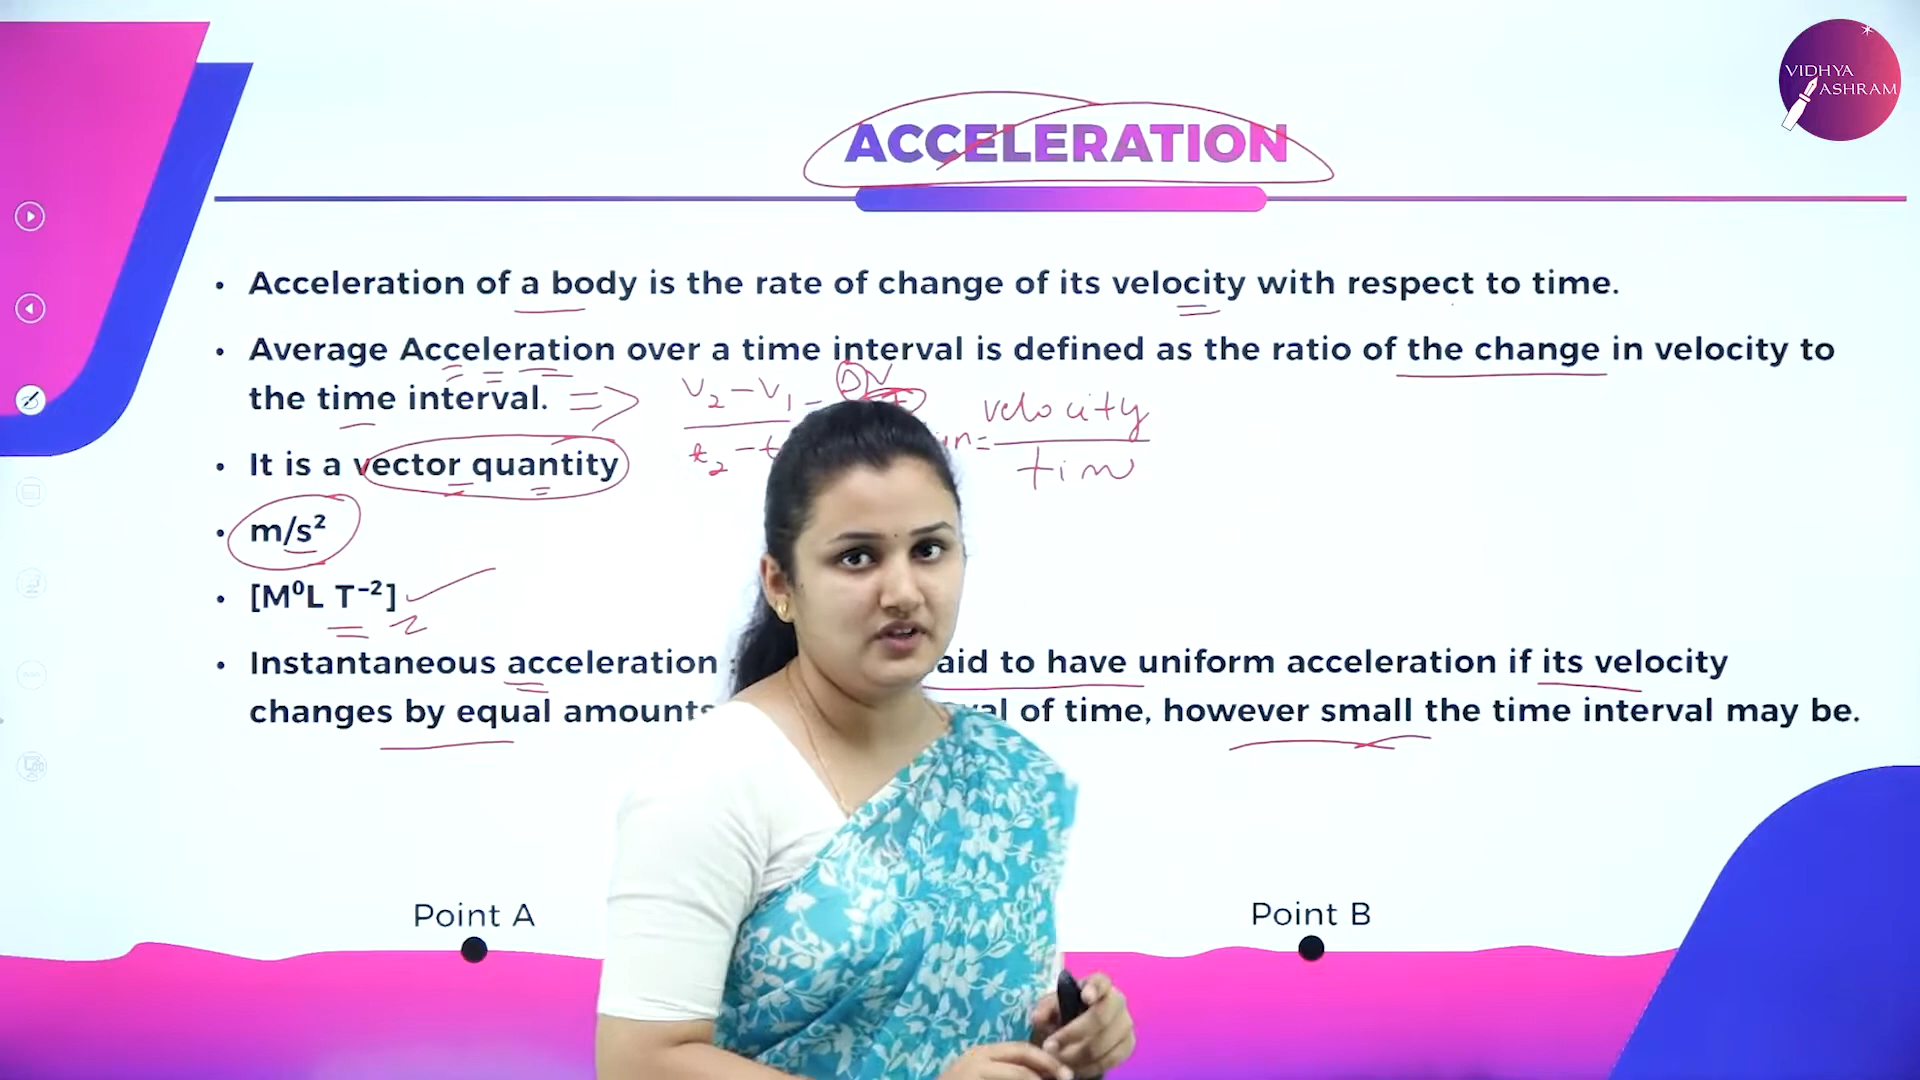 VIDHYA
ASHRAM
ACCELERATION
• Acceleration of a body is the rate of change of its velocity with respect to time.
• Average Acceleration over a time interval is defined as the ratio of the change in velocity to
the time interval. => V₂ - V₁ =
t₂ -
= velocity
tim
• It is a vector quantity
• m/s²
• [M⁰L T⁻²]
• Instantaneous acceleration : to have uniform acceleration if its velocity
changes by equal amounts of time, however small the time interval may be.
Point A
Point B